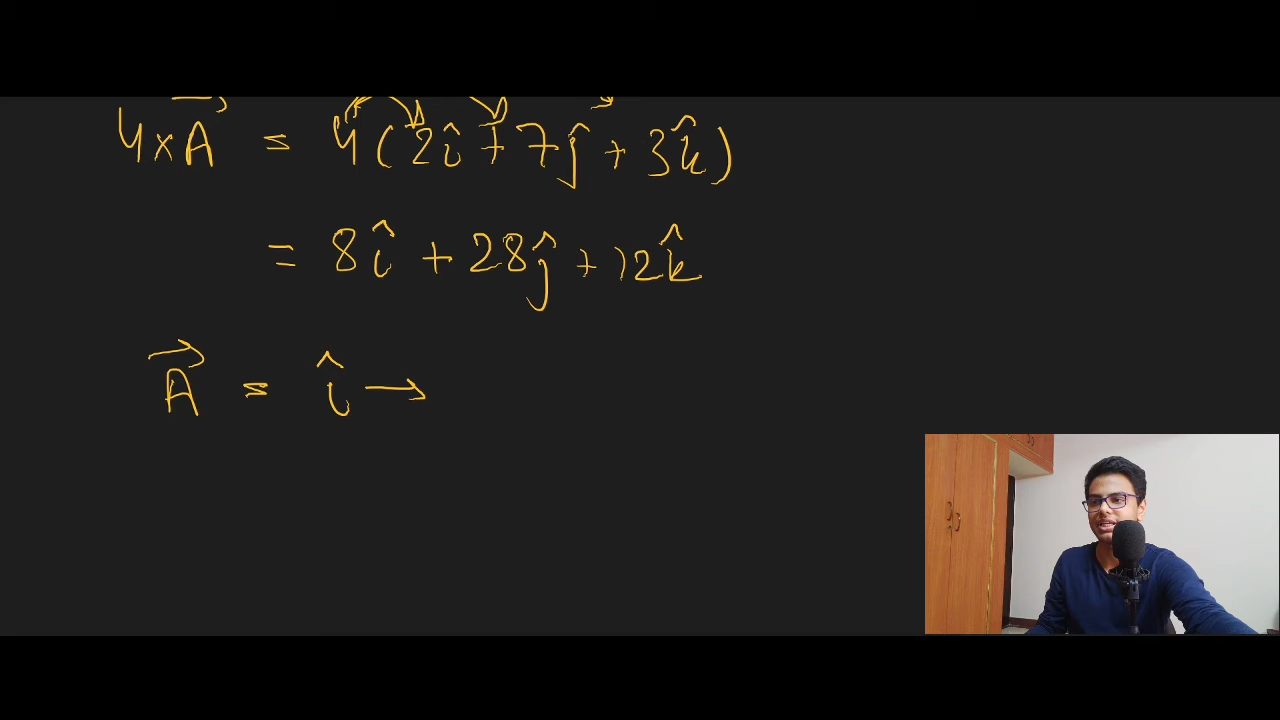 4 × A⃗ = 4(2î + 7ĵ + 3k̂)
= 8î + 28ĵ + 12k̂
A⃗ = î →